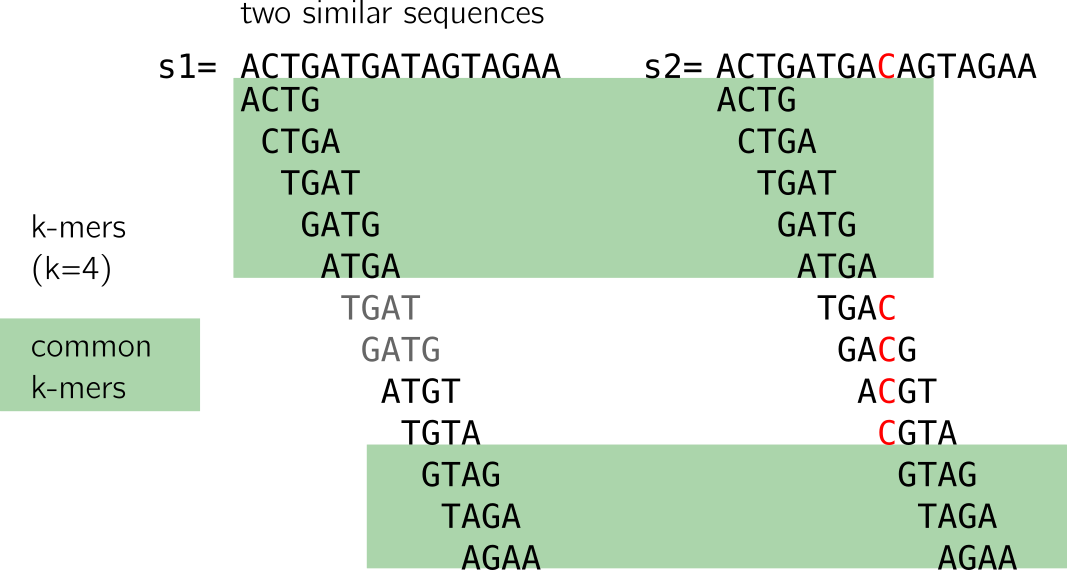 two similar sequences
s1= ACTGATGATAGTAGAA s2= ACTGATGACAGTAGAA
ACTG ACTG
CTGA CTGA
TGAT TGAT
k-mers GATG GATG
(k=4) ATGA ATGA
TGAT TGAC
common GATG GACG
k-mers ATGT ACGT
TGTA CGTA
GTAG GTAG
TAGA TAGA
AGAA AGAA